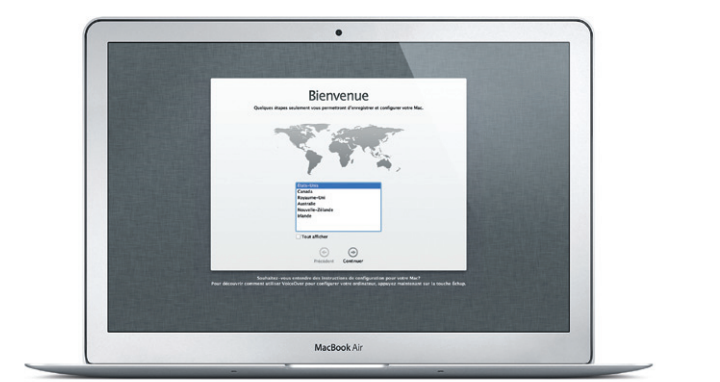 Bienvenue
Quelques étapes seulement vous permettront d'enregistrer et configurer votre Mac.
États-Unis
Canada
Royaume-Uni
Australie
Nouvelle-Zélande
Irlande
Tout afficher
Précédent Continuer
Souhaitez-vous entendre des instructions de configuration pour votre Mac?
Pour découvrir comment utiliser VoiceOver pour configurer votre ordinateur, appuyez maintenant sur la touche Échap.
MacBook Air